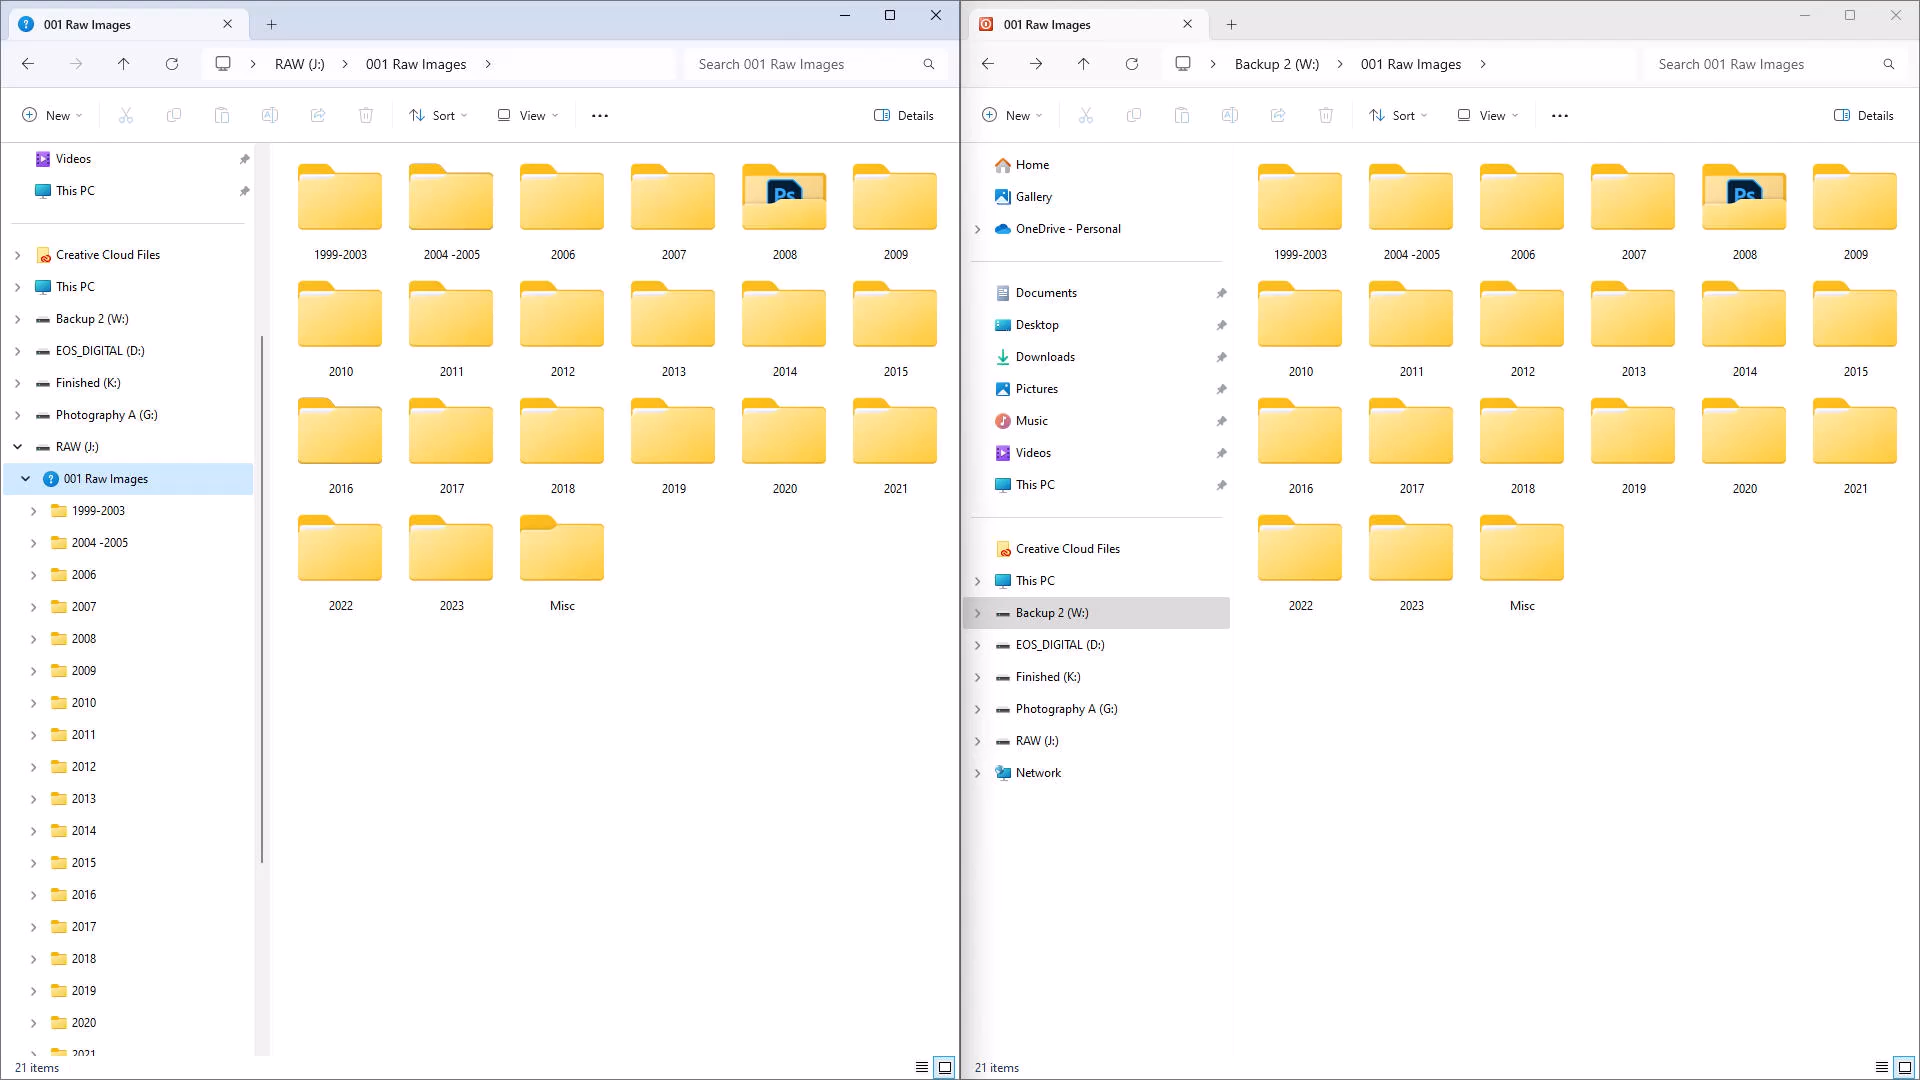 001 Raw Images
RAW (J:)
001 Raw Images
Search 001 Raw Images
New
Sort
View
Details
Videos
This PC
Creative Cloud Files
This PC
Backup 2 (W:)
EOS_DIGITAL (D:)
Finished (K:)
Photography A (G:)
RAW (J:)
001 Raw Images
1999-2003
2004 -2005
2006
2007
2008
2009
2010
2011
2012
2013
2014
2015
2016
2017
2018
2019
2020
2021
21 items
Ps
1999-2003 2004 -2005 2006 2007 2008 2009
2010 2011 2012 2013 2014 2015
2016 2017 2018 2019 2020 2021
2022 2023 Misc
001 Raw Images
Backup 2 (W:)
001 Raw Images
Search 001 Raw Images
New
Sort
View
Details
Home
Gallery
OneDrive - Personal
Documents
Desktop
Downloads
Pictures
Music
Videos
This PC
Creative Cloud Files
This PC
Backup 2 (W:)
EOS_DIGITAL (D:)
Finished (K:)
Photography A (G:)
RAW (J:)
Network
21 items
Ps
1999-2003 2004 -2005 2006 2007 2008 2009
2010 2011 2012 2013 2014 2015
2016 2017 2018 2019 2020 2021
2022 2023 Misc